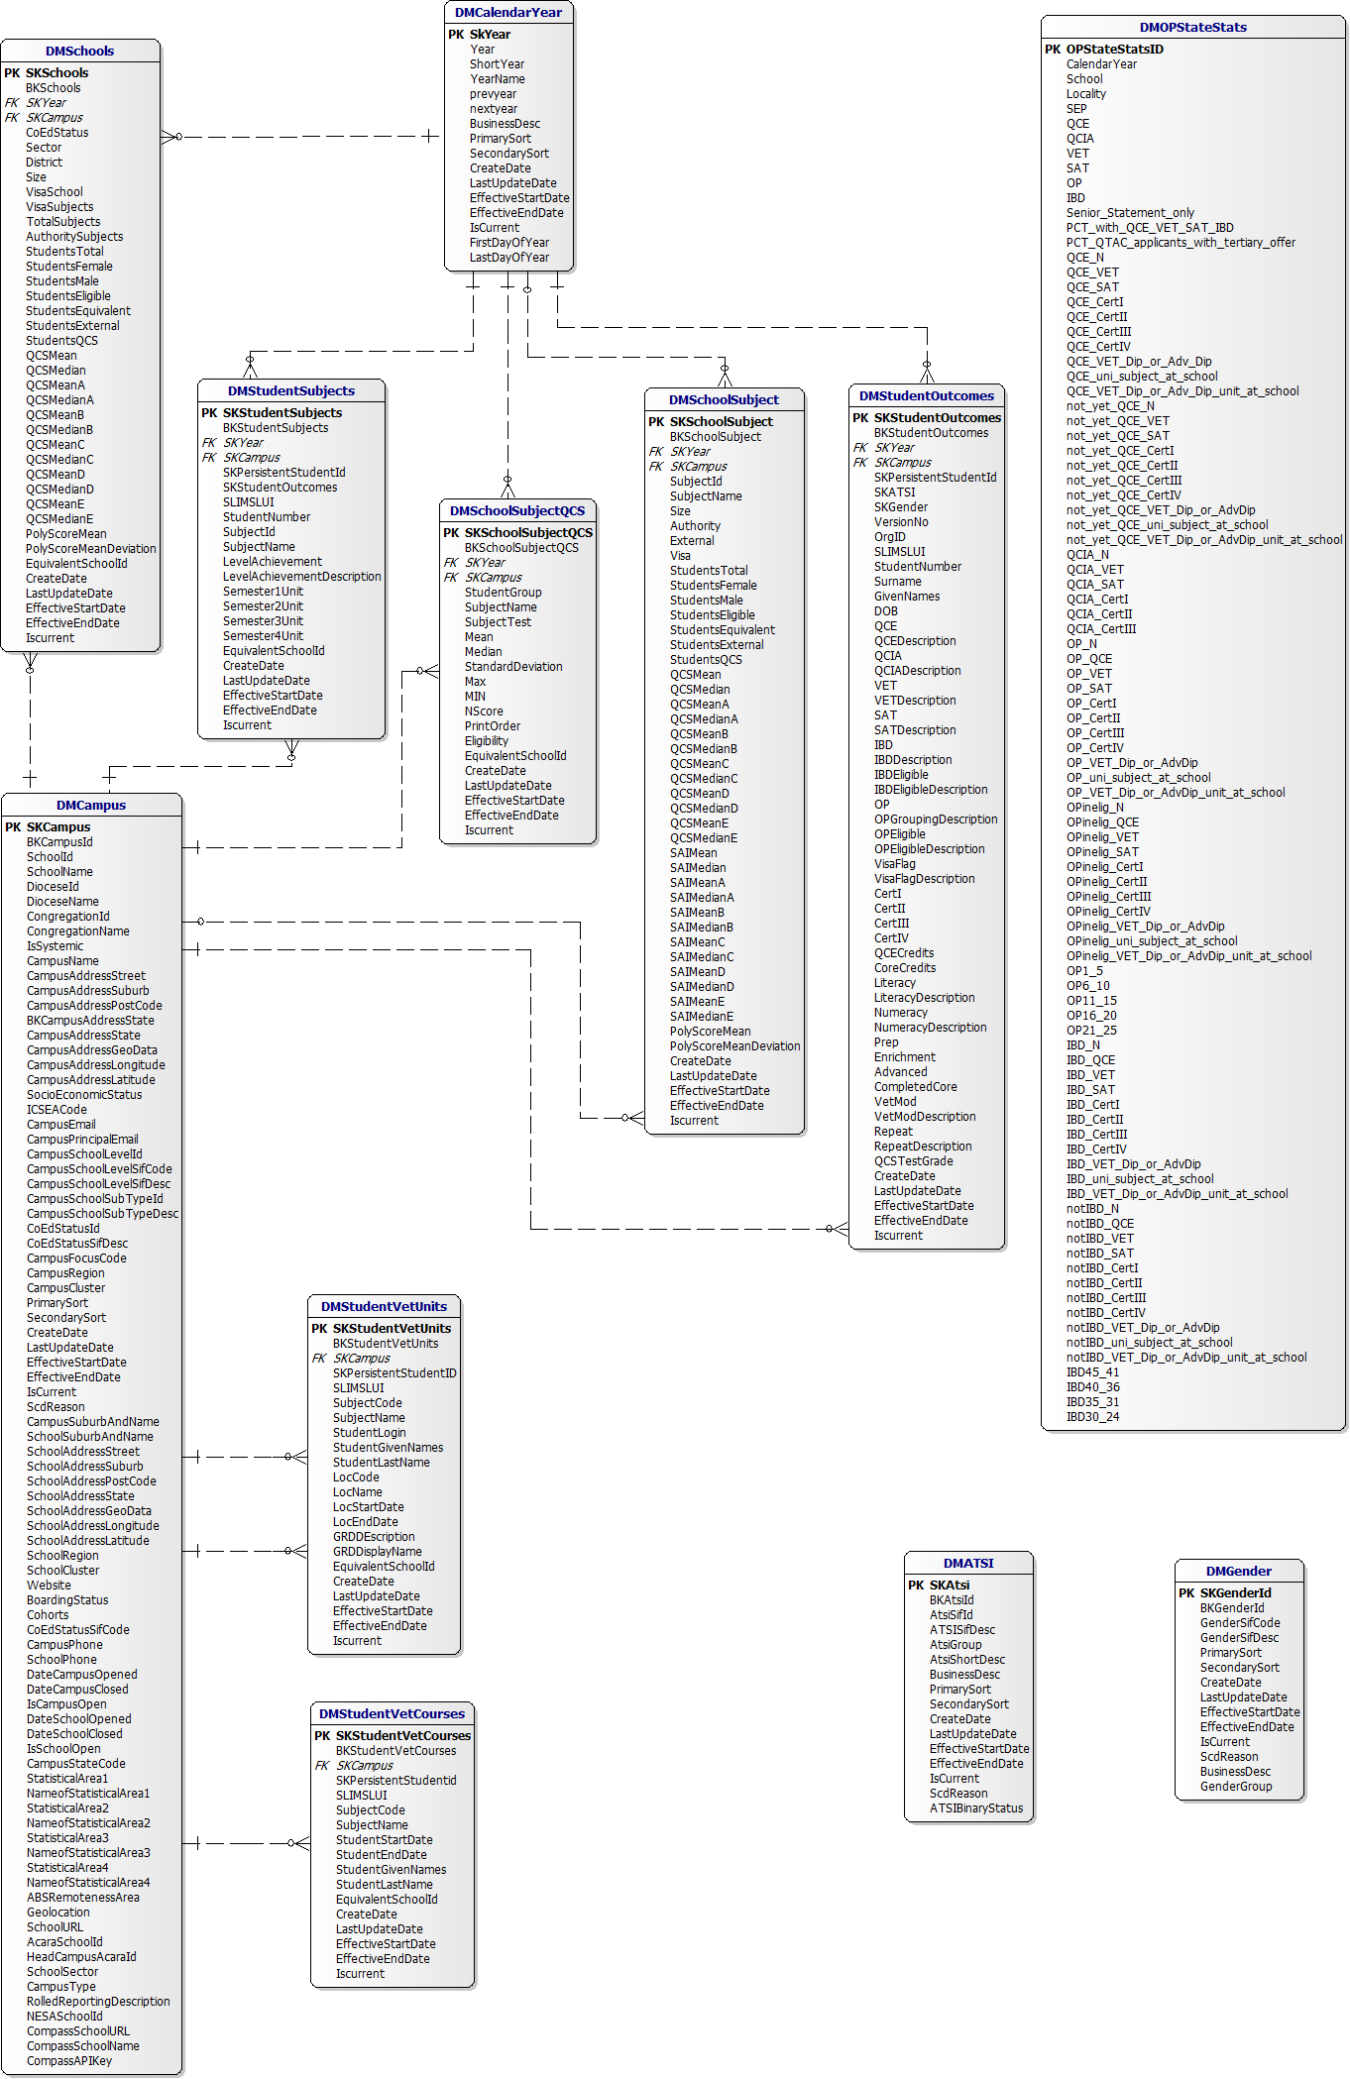 DMCalendarYear
PK SkYear
Year
ShortYear
YearName
prevyear
nextyear
BusinessDesc
PrimarySort
SecondarySort
CreateDate
LastUpdateDate
EffectiveStartDate
EffectiveEndDate
IsCurrent
FirstDayOfYear
LastDayOfYear
DMSchools
PK SKSchools
BKSchools
FK SKYear
FK SKCampus
CoEdStatus
Sector
District
Size
VisaSchool
VisaSubjects
TotalSubjects
AuthoritySubjects
StudentsTotal
StudentsFemale
StudentsMale
StudentsEligible
StudentsEquivalent
StudentsExternal
StudentsQCS
QCSMean
QCSMedian
QCSMeanA
QCSMedianA
QCSMeanB
QCSMedianB
QCSMeanC
QCSMedianC
QCSMeanD
QCSMedianD
QCSMeanE
QCSMedianE
PolyScoreMean
PolyScoreMeanDeviation
EquivalentSchoolId
CreateDate
LastUpdateDate
EffectiveStartDate
EffectiveEndDate
Iscurrent
DMStudentSubjects
PK SKStudentSubjects
BKStudentSubjects
FK SKYear
FK SKCampus
SKPersistentStudentId
SKStudentOutcomes
SLIMSLUI
StudentNumber
SubjectId
SubjectName
LevelAchievement
LevelAchievementDescription
Semester1Unit
Semester2Unit
Semester3Unit
Semester4Unit
EquivalentSchoolId
CreateDate
LastUpdateDate
EffectiveStartDate
EffectiveEndDate
Iscurrent
DMSchoolSubjectQCS
PK SKSchoolSubjectQCS
BKSchoolSubjectQCS
FK SKYear
FK SKCampus
StudentGroup
SubjectName
SubjectTest
Mean
Median
StandardDeviation
Max
MIN
NScore
PrintOrder
Eligibility
EquivalentSchoolId
CreateDate
LastUpdateDate
EffectiveStartDate
EffectiveEndDate
Iscurrent
DMSchoolSubject
PK SKSchoolSubject
BKSchoolSubject
FK SKYear
FK SKCampus
SubjectId
SubjectName
Size
Authority
External
Visa
StudentsTotal
StudentsFemale
StudentsMale
StudentsEligible
StudentsEquivalent
StudentsExternal
StudentsQCS
QCSMean
QCSMedian
QCSMeanA
QCSMedianA
QCSMeanB
QCSMedianB
QCSMeanC
QCSMedianC
QCSMeanD
QCSMedianD
QCSMeanE
QCSMedianE
SAIMean
SAIMedian
SAIMeanA
SAIMedianA
SAIMeanB
SAIMedianB
SAIMeanC
SAIMedianC
SAIMeanD
SAIMedianD
SAIMeanE
SAIMedianE
PolyScoreMean
PolyScoreMeanDeviation
CreateDate
LastUpdateDate
EffectiveStartDate
EffectiveEndDate
Iscurrent
DMStudentOutcomes
PK SKStudentOutcomes
BKStudentOutcomes
FK SKYear
FK SKCampus
SKPersistentStudentId
SKATSI
SKGender
VersionNo
OrgID
SLIMSLUI
StudentNumber
Surname
GivenNames
DOB
QCE
QCEDescription
QCIA
QCIADescription
VET
VETDescription
SAT
SATDescription
IBD
IBDDescription
IBDEligible
IBDEligibleDescription
OP
OPGroupingDescription
OPEligible
OPEligibleDescription
VisaFlag
VisaFlagDescription
CertI
CertII
CertIII
CertIV
QCECredits
CoreCredits
Literacy
LiteracyDescription
Numeracy
NumeracyDescription
Prep
Enrichment
Advanced
CompletedCore
VetMod
VetModDescription
Repeat
RepeatDescription
QCSTestGrade
CreateDate
LastUpdateDate
EffectiveStartDate
EffectiveEndDate
Iscurrent
DMOPStateStats
PK OPStateStatsID
CalendarYear
School
Locality
SEP
QCE
QCIA
VET
SAT
OP
IBD
Senior_Statement_only
PCT_with_QCE_VET_SAT_IBD
PCT_QTAC_applicants_with_tertiary_offer
QCE_N
QCE_VET
QCE_SAT
QCE_CertI
QCE_CertII
QCE_CertIII
QCE_CertIV
QCE_VET_Dip_or_Adv_Dip
QCE_uni_subject_at_school
QCE_VET_Dip_or_Adv_Dip_unit_at_school
not_yet_QCE_N
not_yet_QCE_VET
not_yet_QCE_SAT
not_yet_QCE_CertI
not_yet_QCE_CertII
not_yet_QCE_CertIII
not_yet_QCE_CertIV
not_yet_QCE_VET_Dip_or_AdvDip
not_yet_QCE_uni_subject_at_school
not_yet_QCE_VET_Dip_or_AdvDip_unit_at_school
QCIA_N
QCIA_VET
QCIA_SAT
QCIA_CertI
QCIA_CertII
QCIA_CertIII
OP_N
OP_QCE
OP_VET
OP_SAT
OP_CertI
OP_CertII
OP_CertIII
OP_CertIV
OP_VET_Dip_or_AdvDip
OP_uni_subject_at_school
OP_VET_Dip_or_AdvDip_unit_at_school
OPinelig_N
OPinelig_QCE
OPinelig_VET
OPinelig_SAT
OPinelig_CertI
OPinelig_CertII
OPinelig_CertIII
OPinelig_CertIV
OPinelig_VET_Dip_or_AdvDip
OPinelig_uni_subject_at_school
OPinelig_VET_Dip_or_AdvDip_unit_at_school
OP1_5
OP6_10
OP11_15
OP16_20
OP21_25
IBD_N
IBD_QCE
IBD_VET
IBD_SAT
IBD_CertI
IBD_CertII
IBD_CertIII
IBD_CertIV
IBD_VET_Dip_or_AdvDip
IBD_uni_subject_at_school
IBD_VET_Dip_or_AdvDip_unit_at_school
notIBD_N
notIBD_QCE
notIBD_VET
notIBD_SAT
notIBD_CertI
notIBD_CertII
notIBD_CertIII
notIBD_CertIV
notIBD_VET_Dip_or_AdvDip
notIBD_uni_subject_at_school
notIBD_VET_Dip_or_AdvDip_unit_at_school
IBD45_41
IBD40_36
IBD35_31
IBD30_24
DMCampus
PK SKCampus
BKCampusId
SchoolId
SchoolName
DioceseId
DioceseName
CongregationId
CongregationName
IsSystemic
CampusName
CampusAddressStreet
CampusAddressSuburb
CampusAddressPostCode
BKCampusAddressState
CampusAddressState
CampusAddressGeoData
CampusAddressLongitude
CampusAddressLatitude
SocioEconomicStatus
ICSEACode
CampusEmail
CampusPrincipalEmail
CampusSchoolLevelId
CampusSchoolLevelSifCode
CampusSchoolLevelSifDesc
CampusSchoolSubTypeId
CampusSchoolSubTypeDesc
CoEdStatusId
CoEdStatusSifDesc
CampusFocusCode
CampusRegion
CampusCluster
PrimarySort
SecondarySort
CreateDate
LastUpdateDate
EffectiveStartDate
EffectiveEndDate
IsCurrent
ScdReason
CampusSuburbAndName
SchoolSuburbAndName
SchoolAddressStreet
SchoolAddressSuburb
SchoolAddressPostCode
SchoolAddressState
SchoolAddressGeoData
SchoolAddressLongitude
SchoolAddressLatitude
SchoolRegion
SchoolCluster
Website
BoardingStatus
Cohorts
CoEdStatusSifCode
CampusPhone
SchoolPhone
DateCampusOpened
DateCampusClosed
IsCampusOpen
DateSchoolOpened
DateSchoolClosed
IsSchoolOpen
CampusStateCode
StatisticalArea1
NameofStatisticalArea1
StatisticalArea2
NameofStatisticalArea2
StatisticalArea3
NameofStatisticalArea3
StatisticalArea4
NameofStatisticalArea4
ABSRemotenessArea
Geolocation
SchoolURL
AcaraSchoolId
HeadCampusAcaraId
SchoolSector
CampusType
RolledReportingDescription
NESASchoolId
CompassSchoolURL
CompassSchoolName
CompassAPIKey
DMStudentVetUnits
PK SKStudentVetUnits
BKStudentVetUnits
FK SKCampus
SKPersistentStudentID
SLIMSLUI
SubjectCode
SubjectName
StudentLogin
StudentGivenNames
StudentLastName
LocCode
LocName
LocStartDate
LocEndDate
GRDDEscription
GRDDisplayName
EquivalentSchoolId
CreateDate
LastUpdateDate
EffectiveStartDate
EffectiveEndDate
Iscurrent
DMStudentVetCourses
PK SKStudentVetCourses
BKStudentVetCourses
FK SKCampus
SKPersistentStudentid
SLIMSLUI
SubjectCode
SubjectName
StudentStartDate
StudentEndDate
StudentGivenNames
StudentLastName
EquivalentSchoolId
CreateDate
LastUpdateDate
EffectiveStartDate
EffectiveEndDate
Iscurrent
DMATSI
PK SKAtsi
BKAtsiId
AtsiSifId
ATSISifDesc
AtsiGroup
AtsiShortDesc
BusinessDesc
PrimarySort
SecondarySort
CreateDate
LastUpdateDate
EffectiveStartDate
EffectiveEndDate
IsCurrent
ScdReason
ATSIBinaryStatus
DMGender
PK SKGenderId
BKGenderId
GenderSifCode
GenderSifDesc
PrimarySort
SecondarySort
CreateDate
LastUpdateDate
EffectiveStartDate
EffectiveEndDate
IsCurrent
ScdReason
BusinessDesc
GenderGroup